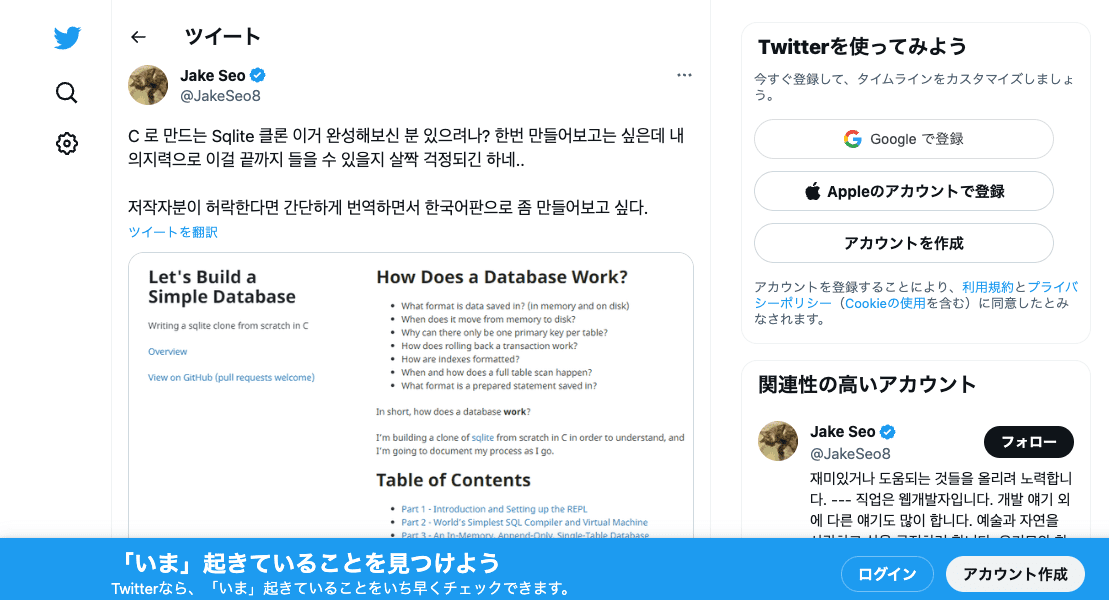 ツイート
Jake Seo
@JakeSeo8
C 로 만드는 Sqlite 클론 이거 완성해보신 분 있으려나? 한번 만들어보고는 싶은데 내
의지력으로 이걸 끝까지 들을 수 있을지 살짝 걱정되긴 하네..
저작자분이 허락한다면 간단하게 번역하면서 한국어판으로 좀 만들어보고 싶다.
ツイートを翻訳
Let's Build a
Simple Database
Writing a sqlite clone from scratch in C
Overview
View on GitHub (pull requests welcome)
How Does a Database Work?
• What format is data saved in? (in memory and on disk)
• When does it move from memory to disk?
• Why can there only be one primary key per table?
• How does rolling back a transaction work?
• How are indexes formatted?
• When and how does a full table scan happen?
• What format is a prepared statement saved in?
In short, how does a database work?
I'm building a clone of sqlite from scratch in C in order to understand, and
I'm going to document my process as I go.
Table of Contents
• Part 1 - Introduction and Setting up the REPL
• Part 2 - World's Simplest SQL Compiler and Virtual Machine
• Part 3 - An In-Memory, Append-Only, Single-Table Database
Twitterを使ってみよう
今すぐ登録して、タイムラインをカスタマイズしましょ
う。
Google で登録
Appleのアカウントで登録
アカウントを作成
アカウントを登録することにより、利用規約とプライバ
シーポリシー（Cookieの使用を含む）に同意したとみ
なされます。
関連性の高いアカウント
Jake Seo
@JakeSeo8
フォロー
재미있거나 도움되는 것들을 올리려 노력합니
다. --- 직업은 웹개발자입니다. 개발 얘기 외
에 다른 얘기도 많이 합니다. 예술과 자연을
「いま」起きていることを見つけよう
Twitterなら、「いま」起きていることをいち早くチェックできます。
ログイン
アカウント作成